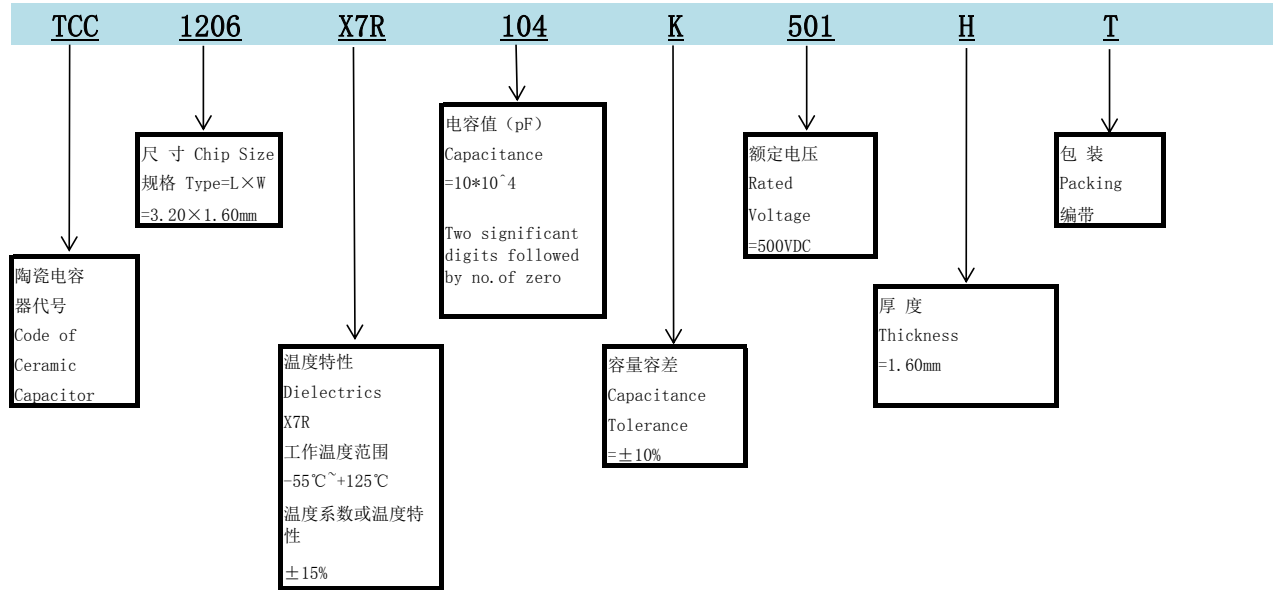 TCC 1206 X7R 104 K 501 H T
陶瓷电容
器代号
Code of
Ceramic
Capacitor
尺 寸 Chip Size
规格 Type=L×W
=3.20×1.60mm
温度特性
Dielectrics
X7R
工作温度范围
-55℃~+125℃
温度系数或温度特
性
±15%
电容值（pF）
Capacitance
=10*10^4
Two significant
digits followed
by no.of zero
容量容差
Capacitance
Tolerance
=±10%
额定电压
Rated
Voltage
=500VDC
厚 度
Thickness
=1.60mm
包 装
Packing
编带